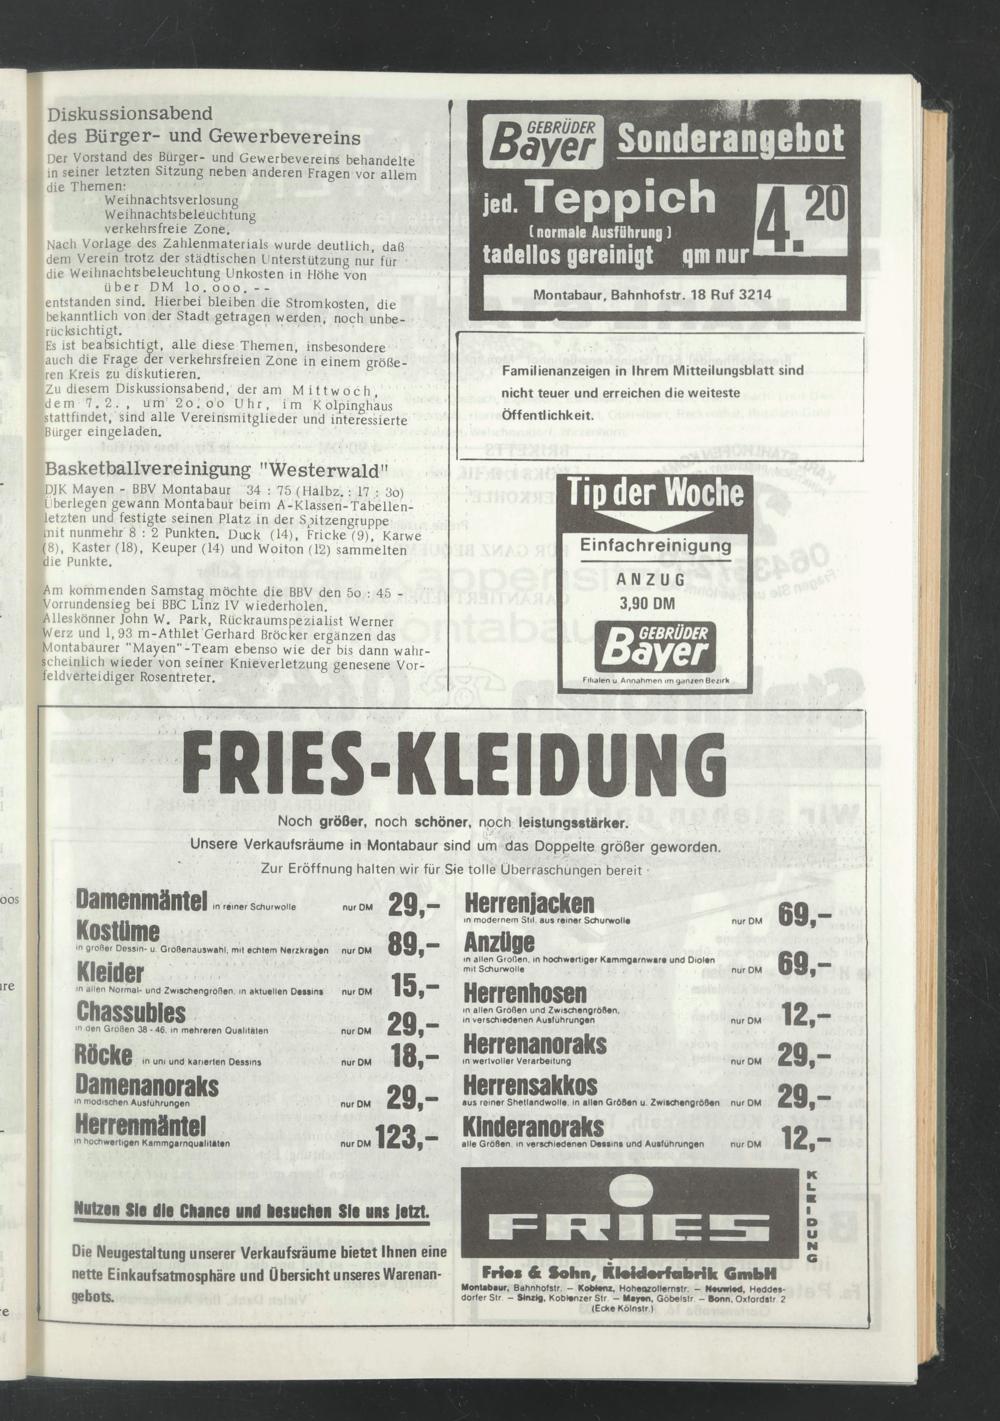 Diskussionsabend
des Bürger- und Gewerbevereins
Der Vorstand des Bürger- und Gewerbevereins behandelte
in seiner letzten Sitzung neben anderen Fragen vor allem
die Themen:
Weihnachtsverlosung
Weihnachtsbeleuchtung
verkehrsfreie Zone.
Nach Vorlage des Zahlenmaterials wurde deutlich, daß
dem Verein trotz der städtischen Unterstützung nur für
die Weihnachtsbeleuchtung Unkosten in Höhe von
über DM 10.000.--
entstanden sind. Hierbei bleiben die Stromkosten, die
bekanntlich von der Stadt getragen werden, noch unbe-
rücksichtigt.
Es ist beabsichtigt, alle diese Themen, insbesondere
auch die Frage der verkehrsfreien Zone in einem größe-
ren Kreis zu diskutieren.
Zu diesem Diskussionsabend, der am Mittwoch,
dem 7.2., um 20.00 Uhr, im Kolpinghaus
stattfindet, sind alle Vereinsmitglieder und interessierte
Bürger eingeladen.
Basketballvereinigung "Westerwald"
DJK Mayen - BBV Montabaur 34 : 75 (Halbz. : 17 : 30)
Überlegen gewann Montabaur beim A-Klassen-Tabellen-
letzten und festigte seinen Platz in der Spitzengruppe
mit nunmehr 8 : 2 Punkten. Duck (14), Fricke (9), Karwe
(8), Kaster (18), Keuper (14) und Woiton (12) sammelten
die Punkte.
Am kommenden Samstag möchte die BBV den 50 : 45 -
Vorrundensieg bei BBC Linz IV wiederholen.
Alleskönner John W. Park, Rückraumspezialist Werner
Werz und 1,93 m-Athlet Gerhard Bröcker ergänzen das
Montabaurer "Mayen"-Team ebenso wie der bis dann wahr-
scheinlich wieder von seiner Knieverletzung genesene Vor-
feldverteidiger Rosentreter.
GEBRÜDER
Bayer
Sonderangebot
jed. Teppich 4.20
(normale Ausführung)
tadellos gereinigt qm nur
Montabaur, Bahnhofstr. 18 Ruf 3214
Familienanzeigen in Ihrem Mitteilungsblatt sind
nicht teuer und erreichen die weiteste
Öffentlichkeit.
Tip der Woche
Einfachreinigung
ANZUG
3,90 DM
GEBRÜDER
Bayer
Filialen u. Annahmen im ganzen Bezirk
FRIES-KLEIDUNG
Noch größer, noch schöner, noch leistungsstärker.
Unsere Verkaufsräume in Montabaur sind um das Doppelte größer geworden.
Zur Eröffnung halten wir für Sie tolle Überraschungen bereit
Damenmäntel in reiner Schurwolle nur DM 29,-
Kostüme
in großer Dessin- u. Größenauswahl, mit echtem Nerzkragen nur DM 89,-
Kleider
in allen Normal- und Zwischengrößen, in aktuellen Dessins nur DM 15,-
Chassubles
in den Größen 38 - 46, in mehreren Qualitäten nur DM 29,-
Röcke in uni und karierten Dessins nur DM 18,-
Damenanoraks
in modischen Ausführungen nur DM 29,-
Herrenmäntel
in hochwertigen Kammgarnqualitäten nur DM 123,-
Herrenjacken
in modernem Stil, aus reiner Schurwolle nur DM 69,-
Anzüge
in allen Größen, in hochwertiger Kammgarnware und Diolen
mit Schurwolle nur DM 69,-
Herrenhosen
in allen Größen und Zwischengrößen,
in verschiedenen Ausführungen nur DM 12,-
Herrenanoraks
in wertvoller Verarbeitung nur DM 29,-
Herrensakkos
aus reiner Shetlandwolle, in allen Größen u. Zwischengrößen nur DM 29,-
Kinderanoraks
alle Größen, in verschiedenen Dessins und Ausführungen nur DM 12,-
Nutzen Sie die Chance und besuchen Sie uns jetzt.
Die Neugestaltung unserer Verkaufsräume bietet Ihnen eine
nette Einkaufsatmosphäre und Übersicht unseres Warenan-
gebots.
FRIES
KLEIDUNG
Fries & Sohn, Kleiderfabrik GmbH
Montabaur, Bahnhofstr. – Koblenz, Hohenzollernstr. – Neuwied, Heddes-
dorfer Str. – Sinzig, Koblenzer Str. – Mayen, Göbelstr. – Bonn, Oxfordstr. 2
(Ecke Kölnstr.)